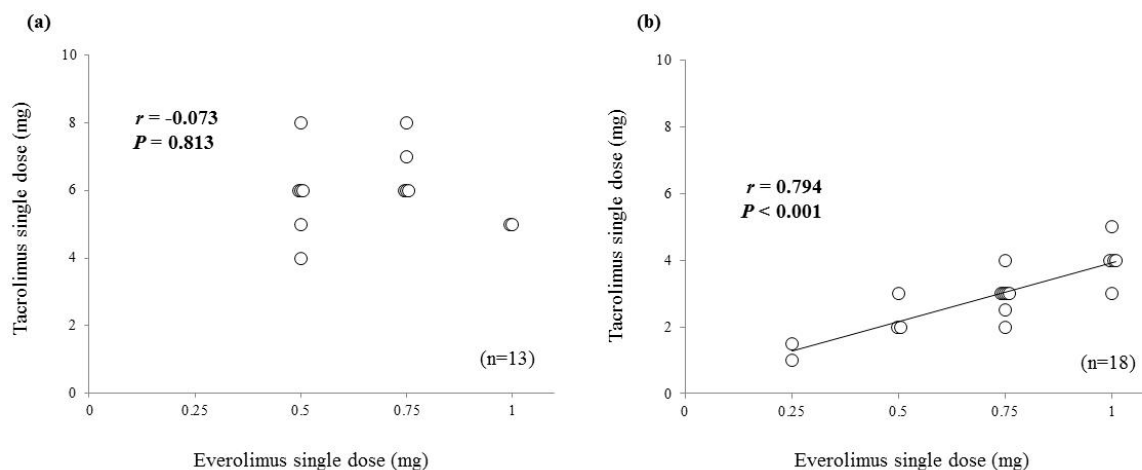 (a)
10
8
6
4
2
0
0
0.25
0.5
0.75
1
Tacrolimus single dose (mg)
Everolimus single dose (mg)
r = -0.073
P = 0.813
(n=13)
(b)
10
8
6
4
2
0
0
0.25
0.5
0.75
1
Tacrolimus single dose (mg)
Everolimus single dose (mg)
r = 0.794
P < 0.001
(n=18)